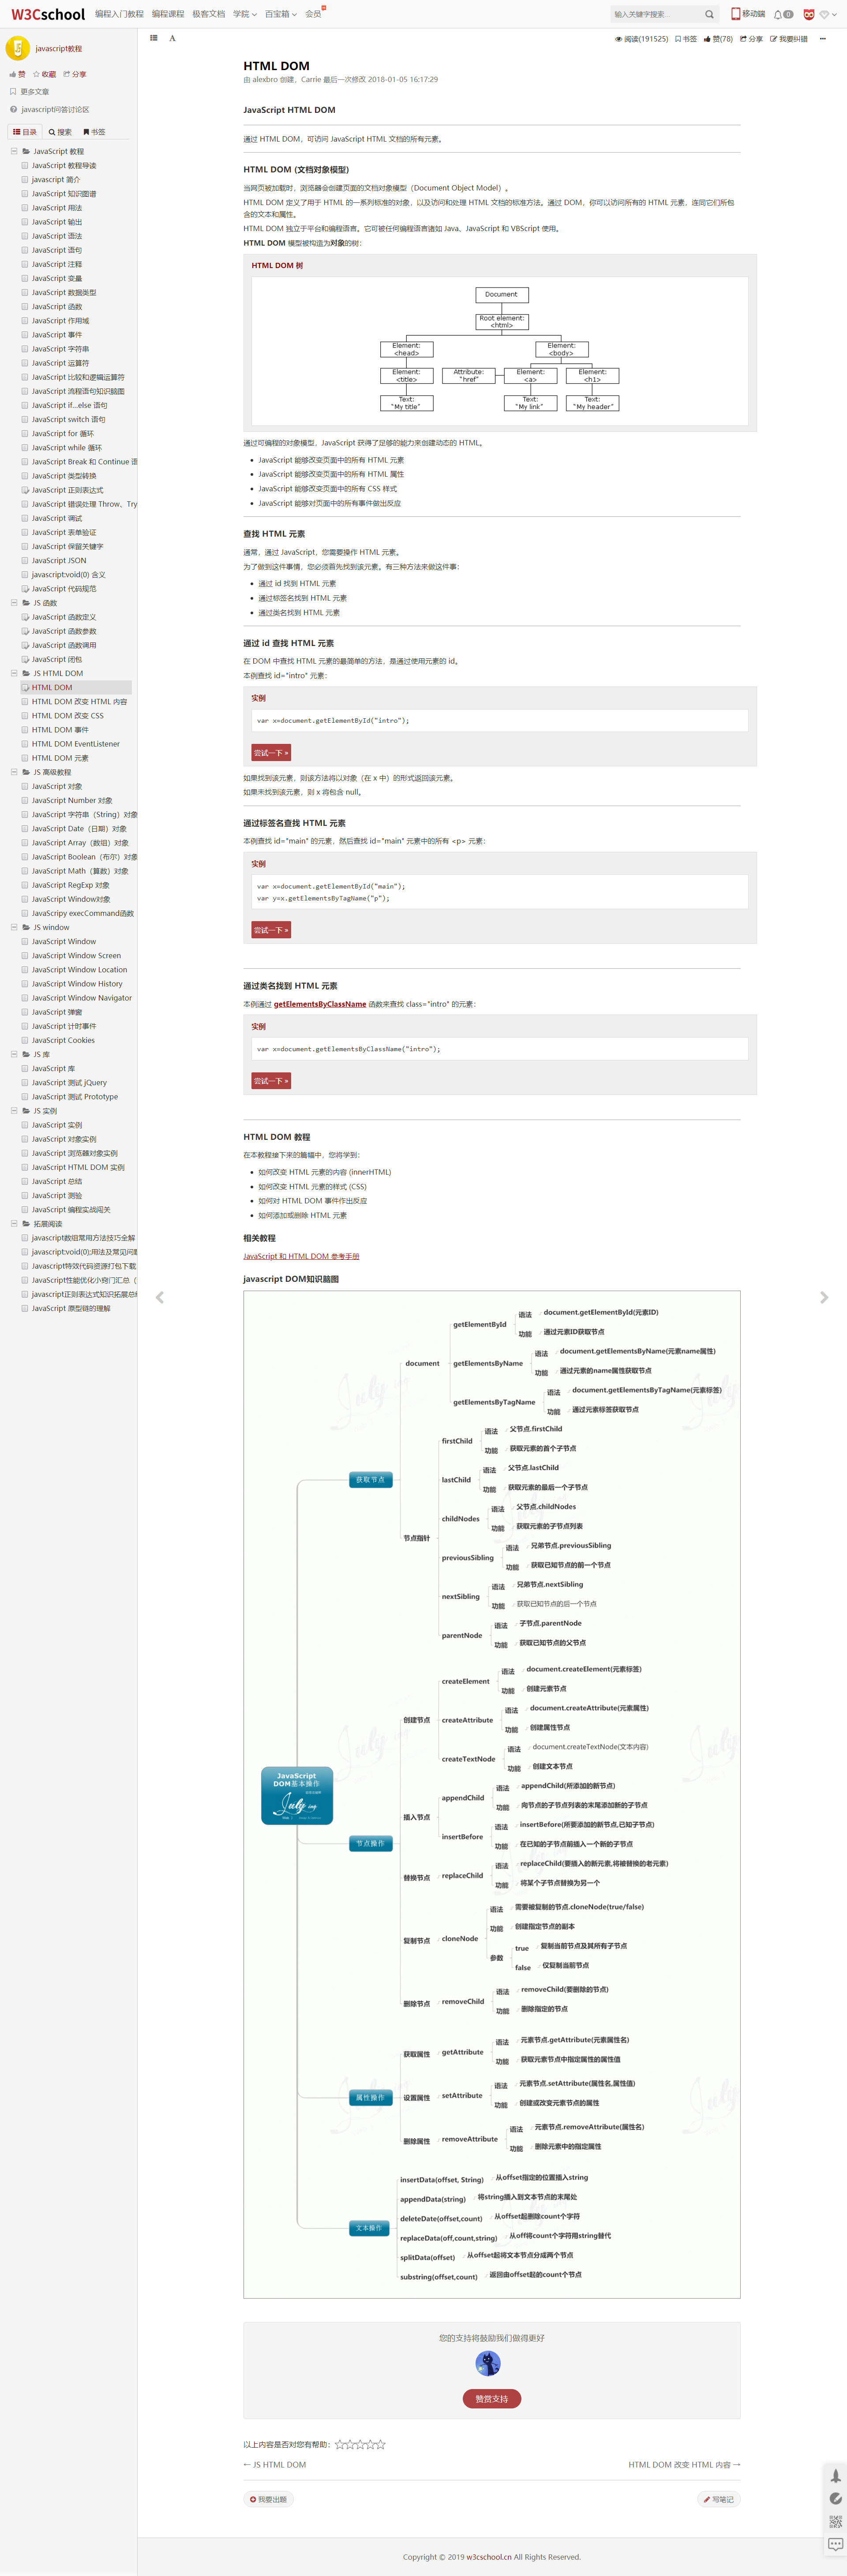 W3Cschool 编程入门教程 编程课程 极客文档 学院 百宝箱 会员 输入关键字搜索... 移动端 0
javascript教程
赞 收藏 分享
更多文章
javascript问答讨论区
目录 搜索 书签
JavaScript 教程
JavaScript 教程导读
javascript 简介
JavaScript 知识图谱
JavaScript 用法
JavaScript 输出
JavaScript 语法
JavaScript 语句
JavaScript 注释
JavaScript 变量
JavaScript 数据类型
JavaScript 函数
JavaScript 作用域
JavaScript 事件
JavaScript 字符串
JavaScript 运算符
JavaScript 比较和逻辑运算符
JavaScript 流程语句知识脑图
JavaScript if...else 语句
JavaScript switch 语句
JavaScript for 循环
JavaScript while 循环
JavaScript Break 和 Continue 语
JavaScript 类型转换
JavaScript 正则表达式
JavaScript 错误处理 Throw、Try
JavaScript 调试
JavaScript 表单验证
JavaScript 保留关键字
JavaScript JSON
javascript:void(0) 含义
JavaScript 代码规范
JS 函数
JavaScript 函数定义
JavaScript 函数参数
JavaScript 函数调用
JavaScript 闭包
JS HTML DOM
HTML DOM
HTML DOM 改变 HTML 内容
HTML DOM 改变 CSS
HTML DOM 事件
HTML DOM EventListener
HTML DOM 元素
JS 高级教程
JavaScript 对象
JavaScript Number 对象
JavaScript 字符串（String）对象
JavaScript Date（日期）对象
JavaScript Array（数组）对象
JavaScript Boolean（布尔）对象
JavaScript Math（算数）对象
JavaScript RegExp 对象
JavaScript Window对象
JavaScripy execCommand函数
JS window
JavaScript Window
JavaScript Window Screen
JavaScript Window Location
JavaScript Window History
JavaScript Window Navigator
JavaScript 弹窗
JavaScript 计时事件
JavaScript Cookies
JS 库
JavaScript 库
JavaScript 测试 jQuery
JavaScript 测试 Prototype
JS 实例
JavaScript 实例
JavaScript 对象实例
JavaScript 浏览器对象实例
JavaScript HTML DOM 实例
JavaScript 总结
JavaScript 测验
JavaScript 编程实战闯关
拓展阅读
javascript数组常用方法技巧全解
javascript:void(0);用法及常见问
Javascript特效代码资源打包下载
JavaScript性能优化小窍门汇总（
javascript正则表达式知识拓展总
JavaScript 原型链的理解
阅读(191525) 书签 赞(78) 分享 我要纠错
HTML DOM
由 alexbro 创建，Carrie 最后一次修改 2018-01-05 16:17:29
JavaScript HTML DOM
通过 HTML DOM，可访问 JavaScript HTML 文档的所有元素。
HTML DOM (文档对象模型)
当网页被加载时，浏览器会创建页面的文档对象模型（Document Object Model）。
HTML DOM 定义了用于 HTML 的一系列标准的对象，以及访问和处理 HTML 文档的标准方法。通过 DOM，你可以访问所有的 HTML 元素，连同它们所包
含的文本和属性。
HTML DOM 独立于平台和编程语言。它可被任何编程语言诸如 Java、JavaScript 和 VBScript 使用。
HTML DOM 模型被构造为对象的树：
HTML DOM 树
Document
Root element:
<html>
Element: Element:
<head> <body>
Element: Attribute: Element: Element:
<title> "href" <a> <h1>
Text: Text: Text:
"My title" "My link" "My header"
通过可编程的对象模型，JavaScript 获得了足够的能力来创建动态的 HTML。
JavaScript 能够改变页面中的所有 HTML 元素
JavaScript 能够改变页面中的所有 HTML 属性
JavaScript 能够改变页面中的所有 CSS 样式
JavaScript 能够对页面中的所有事件做出反应
查找 HTML 元素
通常，通过 JavaScript，您需要操作 HTML 元素。
为了做到这件事情，您必须首先找到该元素。有三种方法来做这件事：
通过 id 找到 HTML 元素
通过标签名找到 HTML 元素
通过类名找到 HTML 元素
通过 id 查找 HTML 元素
在 DOM 中查找 HTML 元素的最简单的方法，是通过使用元素的 id。
本例查找 id="intro" 元素：
实例
var x=document.getElementById("intro");
尝试一下 »
如果找到该元素，则该方法将以对象（在 x 中）的形式返回该元素。
如果未找到该元素，则 x 将包含 null。
通过标签名查找 HTML 元素
本例查找 id="main" 的元素，然后查找 id="main" 元素中的所有 <p> 元素：
实例
var x=document.getElementById("main");
var y=x.getElementsByTagName("p");
尝试一下 »
通过类名找到 HTML 元素
本例通过 getElementsByClassName 函数来查找 class="intro" 的元素：
实例
var x=document.getElementsByClassName("intro");
尝试一下 »
HTML DOM 教程
在本教程接下来的篇幅中，您将学到：
如何改变 HTML 元素的内容 (innerHTML)
如何改变 HTML 元素的样式 (CSS)
如何对 HTML DOM 事件作出反应
如何添加或删除 HTML 元素
相关教程
JavaScript 和 HTML DOM 参考手册
javascript DOM知识脑图
JavaScript
DOM基本操作
July
获取节点
document
getElementById
语法 document.getElementById(元素ID)
功能 通过元素ID获取节点
getElementsByName
语法 document.getElementsByName(元素name属性)
功能 通过元素的name属性获取节点
getElementsByTagName
语法 document.getElementsByTagName(元素标签)
功能 通过元素标签获取节点
节点指针
firstChild
语法 父节点.firstChild
功能 获取元素的首个子节点
lastChild
语法 父节点.lastChild
功能 获取元素的最后一个子节点
childNodes
语法 父节点.childNodes
功能 获取元素的子节点列表
previousSibling
语法 兄弟节点.previousSibling
功能 获取已知节点的前一个节点
nextSibling
语法 兄弟节点.nextSibling
功能 获取已知节点的后一个节点
parentNode
语法 子节点.parentNode
功能 获取已知节点的父节点
节点操作
创建节点
createElement
语法 document.createElement(元素标签)
功能 创建元素节点
createAttribute
语法 document.createAttribute(元素属性)
功能 创建属性节点
createTextNode
语法 document.createTextNode(文本内容)
功能 创建文本节点
插入节点
appendChild
语法 appendChild(所添加的新节点)
功能 向节点的子节点列表的末尾添加新的子节点
insertBefore
语法 insertBefore(所要添加的新节点,已知子节点)
功能 在已知的子节点前插入一个新的子节点
替换节点
replaceChild
语法 replaceChild(要插入的新元素,将被替换的老元素)
功能 将某个子节点替换为另一个
复制节点
cloneNode
语法 需要被复制的节点.cloneNode(true/false)
功能 创建指定节点的副本
参数
true 复制当前节点及其所有子节点
false 仅复制当前节点
删除节点
removeChild
语法 removeChild(要删除的节点)
功能 删除指定的节点
属性操作
获取属性
getAttribute
语法 元素节点.getAttribute(元素属性名)
功能 获取元素节点中指定属性的属性值
设置属性
setAttribute
语法 元素节点.setAttribute(属性名,属性值)
功能 创建或改变元素节点的属性
删除属性
removeAttribute
语法 元素节点.removeAttribute(属性名)
功能 删除元素中的指定属性
文本操作
insertData(offset, String) 从offset指定的位置插入string
appendData(string) 将string插入到文本节点的末尾处
deleteDate(offset,count) 从offset起删除count个字符
replaceData(off,count,string) 从off将count个字符用string替代
splitData(offset) 从offset起将文本节点分成两个节点
substring(offset,count) 返回由offset起的count个节点
您的支持将鼓励我们做得更好
赞赏支持
以上内容是否对您有帮助：
← JS HTML DOM HTML DOM 改变 HTML 内容 →
我要出题 写笔记
Copyright © 2019 w3cschool.cn All Rights Reserved.